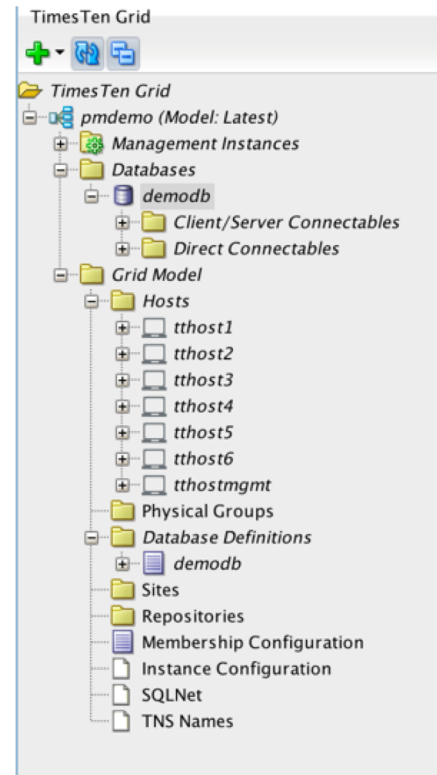 TimesTen Grid
TimesTen Grid
pmdemo (Model: Latest)
Management Instances
Databases
demodb
Client/Server Connectables
Direct Connectables
Grid Model
Hosts
tthost1
tthost2
tthost3
tthost4
tthost5
tthost6
tthostmgmt
Physical Groups
Database Definitions
demodb
Sites
Repositories
Membership Configuration
Instance Configuration
SQLNet
TNS Names